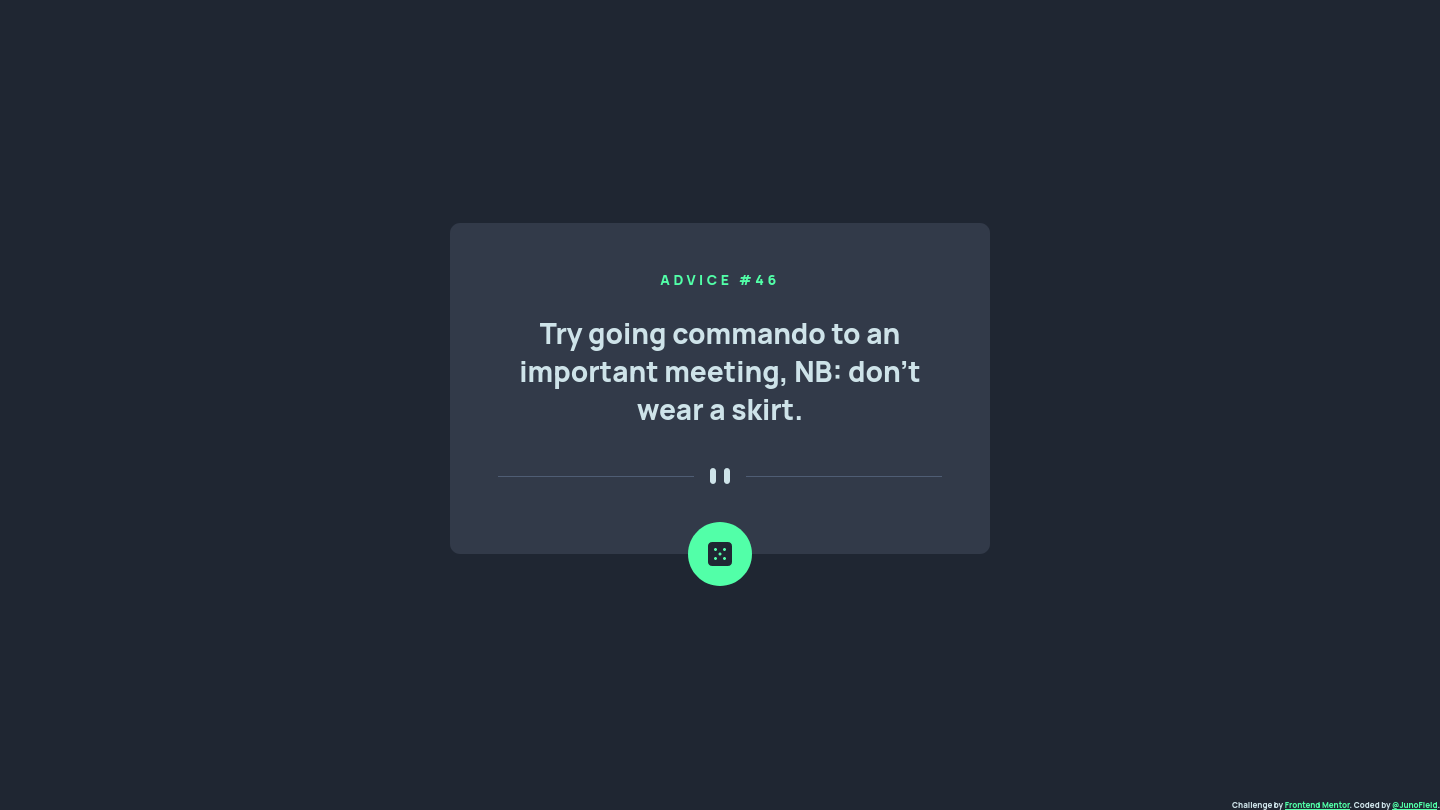 ADVICE #46
Try going commando to an
important meeting, NB: don't
wear a skirt.
Challenge by Frontend Mentor. Coded by @JunoField.